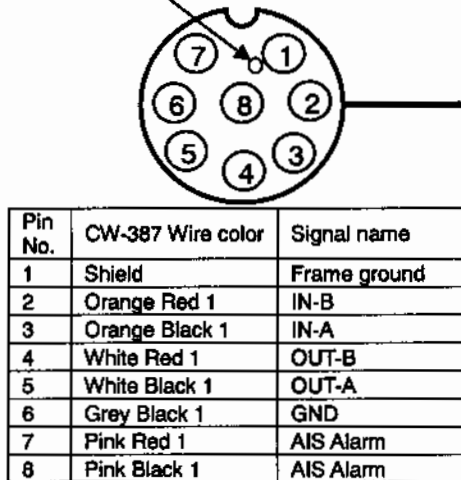 7 1
6 8 2
5 4 3
Pin No. CW-387 Wire color Signal name
1 Shield Frame ground
2 Orange Red 1 IN-B
3 Orange Black 1 IN-A
4 White Red 1 OUT-B
5 White Black 1 OUT-A
6 Grey Black 1 GND
7 Pink Red 1 AIS Alarm
8 Pink Black 1 AIS Alarm